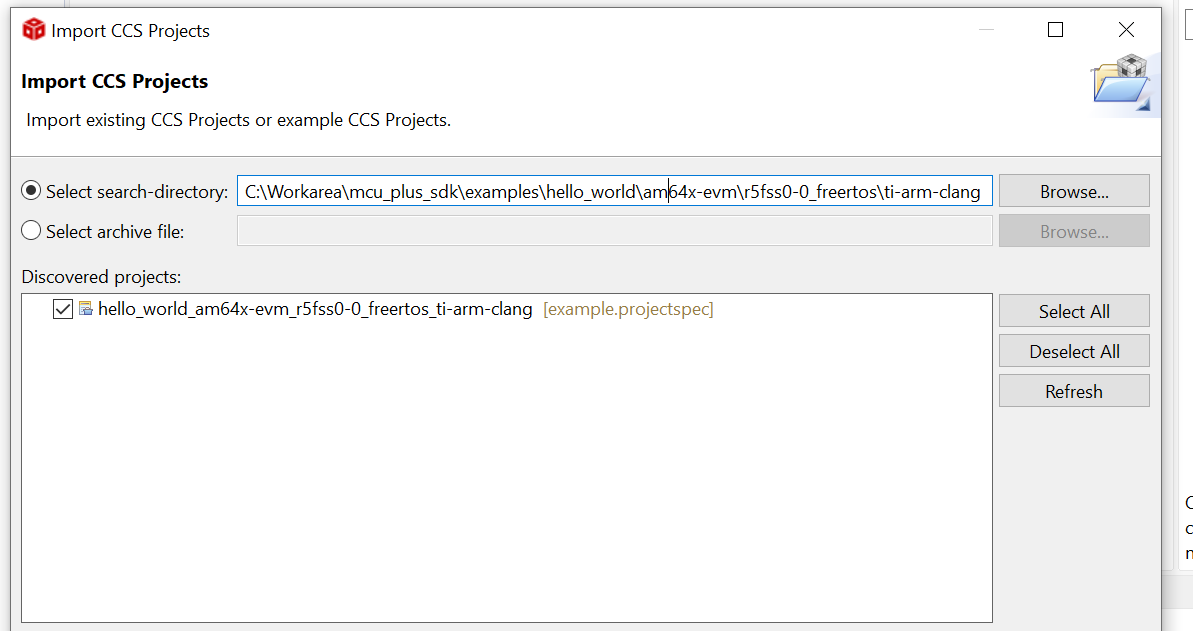 Import CCS Projects
Import CCS Projects
Import existing CCS Projects or example CCS Projects.
Select search-directory: C:\Workarea\mcu_plus_sdk\examples\hello_world\am64x-evm\r5fss0-0_freertos\ti-arm-clang Browse...
Select archive file: Browse...
Discovered projects:
hello_world_am64x-evm_r5fss0-0_freertos_ti-arm-clang [example.projectspec] Select All
Deselect All
Refresh